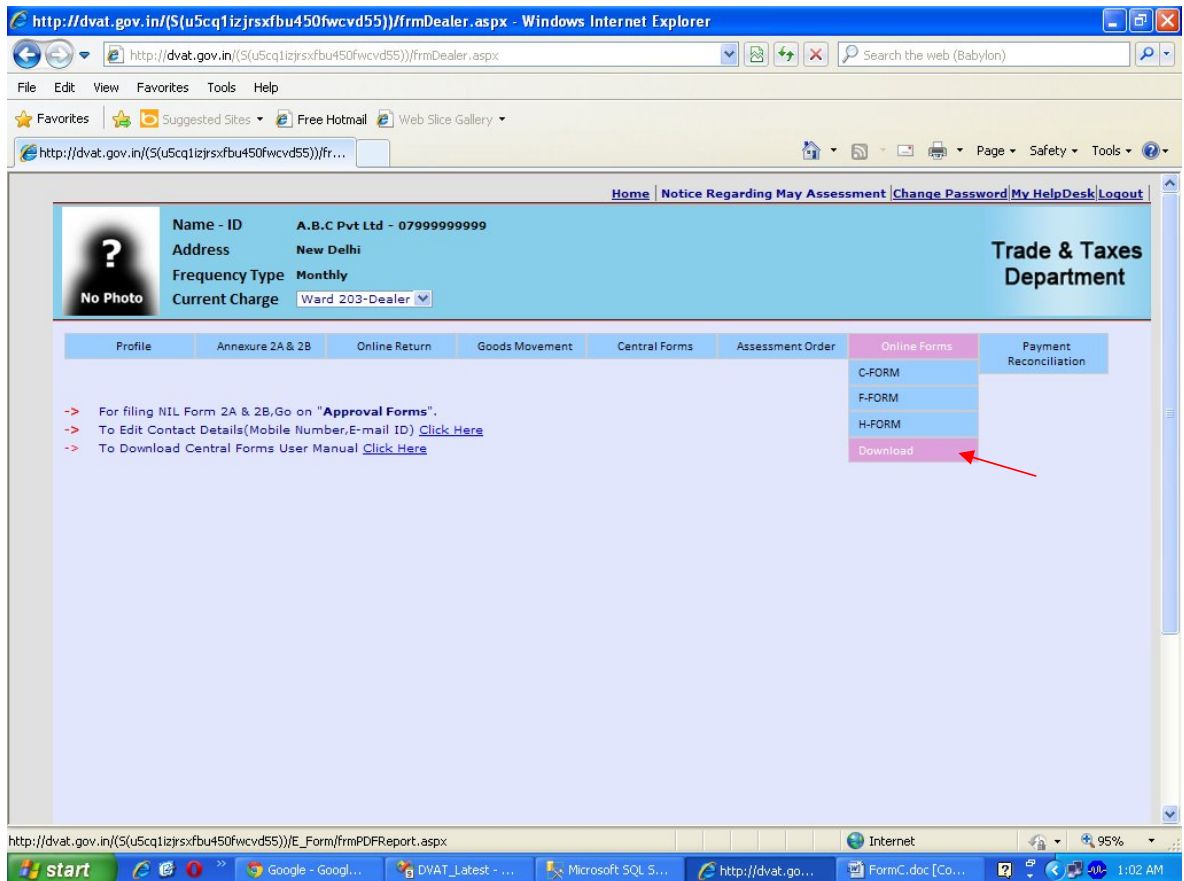 http://dvat.gov.in/(S(u5cq1izjrsxfbu450fwcvd55))/frmDealer.aspx - Windows Internet Explorer
http://dvat.gov.in/(S(u5cq1izjrsxfbu450fwcvd55))/frmDealer.aspx Search the web (Babylon)
File Edit View Favorites Tools Help
Favorites Suggested Sites Free Hotmail Web Slice Gallery
http://dvat.gov.in/(S(u5cq1izjrsxfbu450fwcvd55))/fr... Page Safety Tools
Home | Notice Regarding May Assessment |Change Password|My HelpDesk|Logout |
? No Photo
Name - ID A.B.C Pvt Ltd - 07999999999
Address New Delhi
Frequency Type Monthly
Current Charge Ward 203-Dealer
Trade & Taxes
Department
Profile Annexure 2A & 2B Online Return Goods Movement Central Forms Assessment Order Online Forms Payment
Reconciliation
C-FORM
F-FORM
H-FORM
Download
-> For filing NIL Form 2A & 2B,Go on "Approval Forms".
-> To Edit Contact Details(Mobile Number,E-mail ID) Click Here
-> To Download Central Forms User Manual Click Here
http://dvat.gov.in/(S(u5cq1izjrsxfbu450fwcvd55))/E_Form/frmPDFReport.aspx Internet 95%
start Google - Googl... DVAT_Latest - ... Microsoft SQL S... http://dvat.go... FormC.doc [Co... 1:02 AM